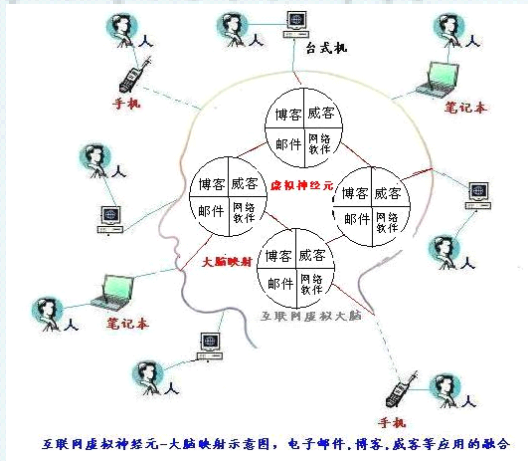 人
人
人
台式机
手机
笔记本
博客 威客
邮件 网络软件
人
虚拟神经元
博客 威客
邮件 网络软件
博客 威客
邮件 网络软件
大脑映射
博客 威客
邮件 网络软件
人
人
笔记本
互联网虚拟大脑
人
人
手机
互联网虚拟神经元-大脑映射示意图，电子邮件,博客,威客等应用的融合